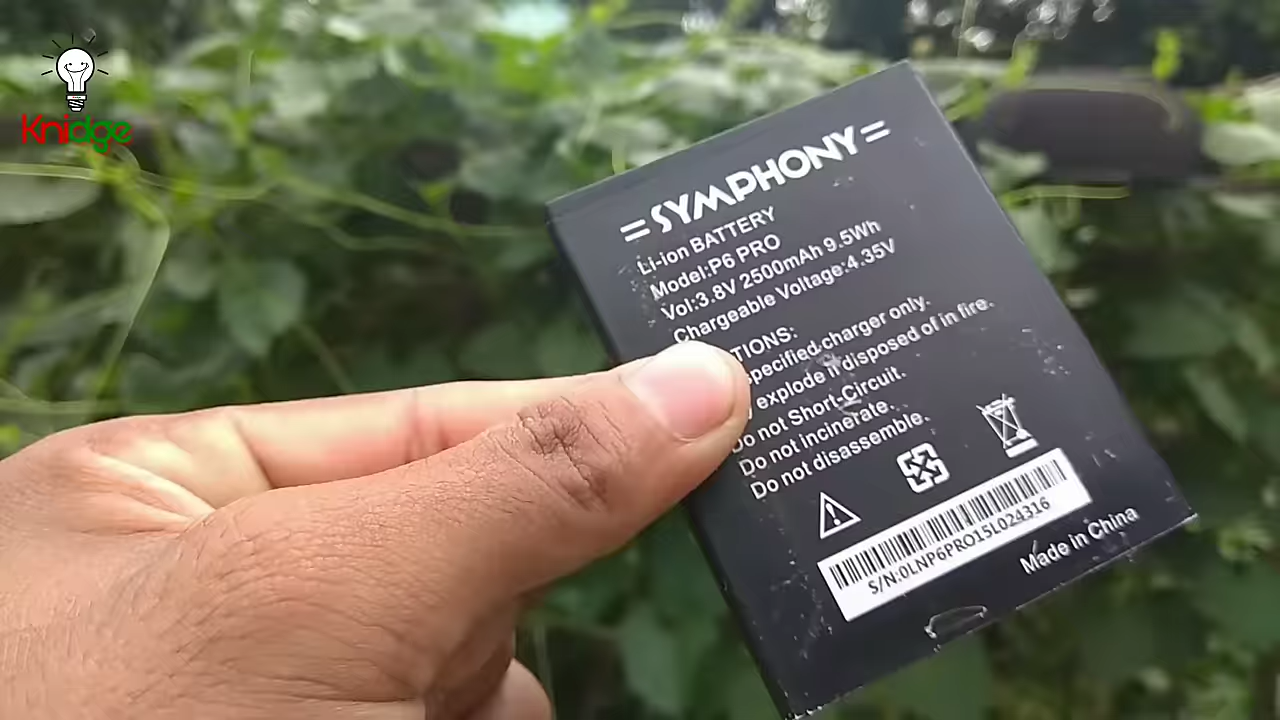 Knidge
=SYMPHONY=
Li-ion BATTERY
Model:P6 PRO
Vol:3.8V 2500mAh 9.5Wh
Chargeable Voltage:4.35V
TIONS:
specified charger only.
explode if disposed of in fire.
Do not Short-Circuit.
Do not incinerate.
Do not disassemble.
S/N:0LNP6PRO15L024316
Made in China